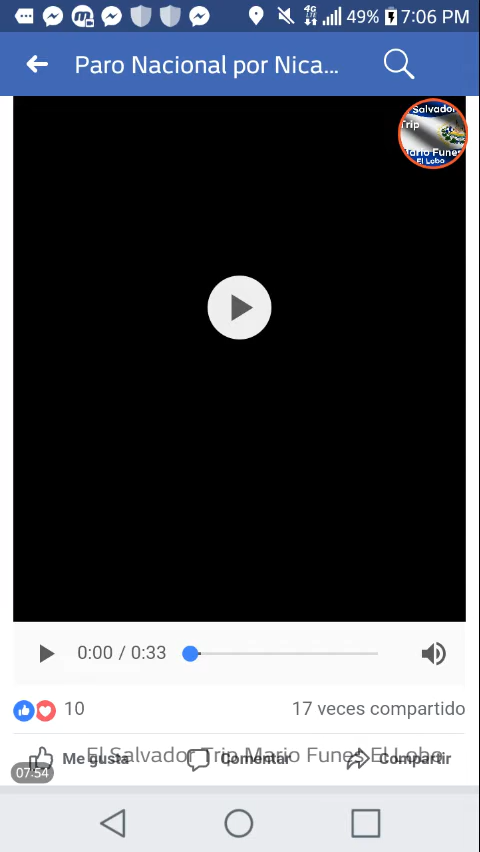 49% 7:06 PM
Paro Nacional por Nica...
Salvador
Trip
Mario Funes
El Lobo
0:00 / 0:33
10 17 veces compartido
Me gusta Comentar Compartir
El Salvador Trip Mario Funes El Lobo
07:54